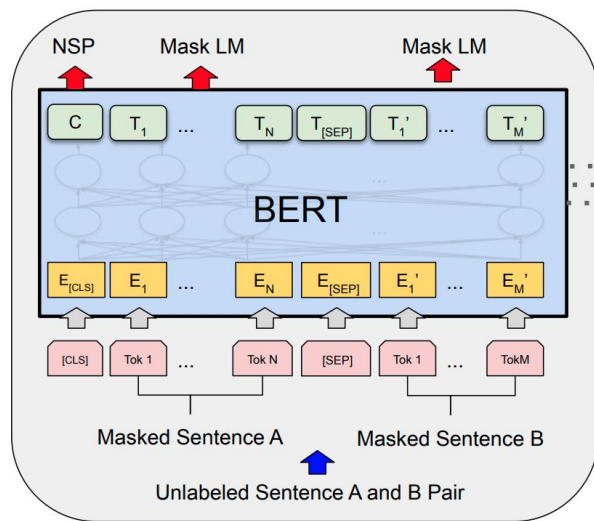 NSP Mask LM Mask LM
C T1 ... TN T[SEP] T1' ... TM'
...
BERT
...
E[CLS] E1 ... EN E[SEP] E1' ... EM'
[CLS] Tok 1 ... Tok N [SEP] Tok 1 ... TokM
Masked Sentence A Masked Sentence B
Unlabeled Sentence A and B Pair